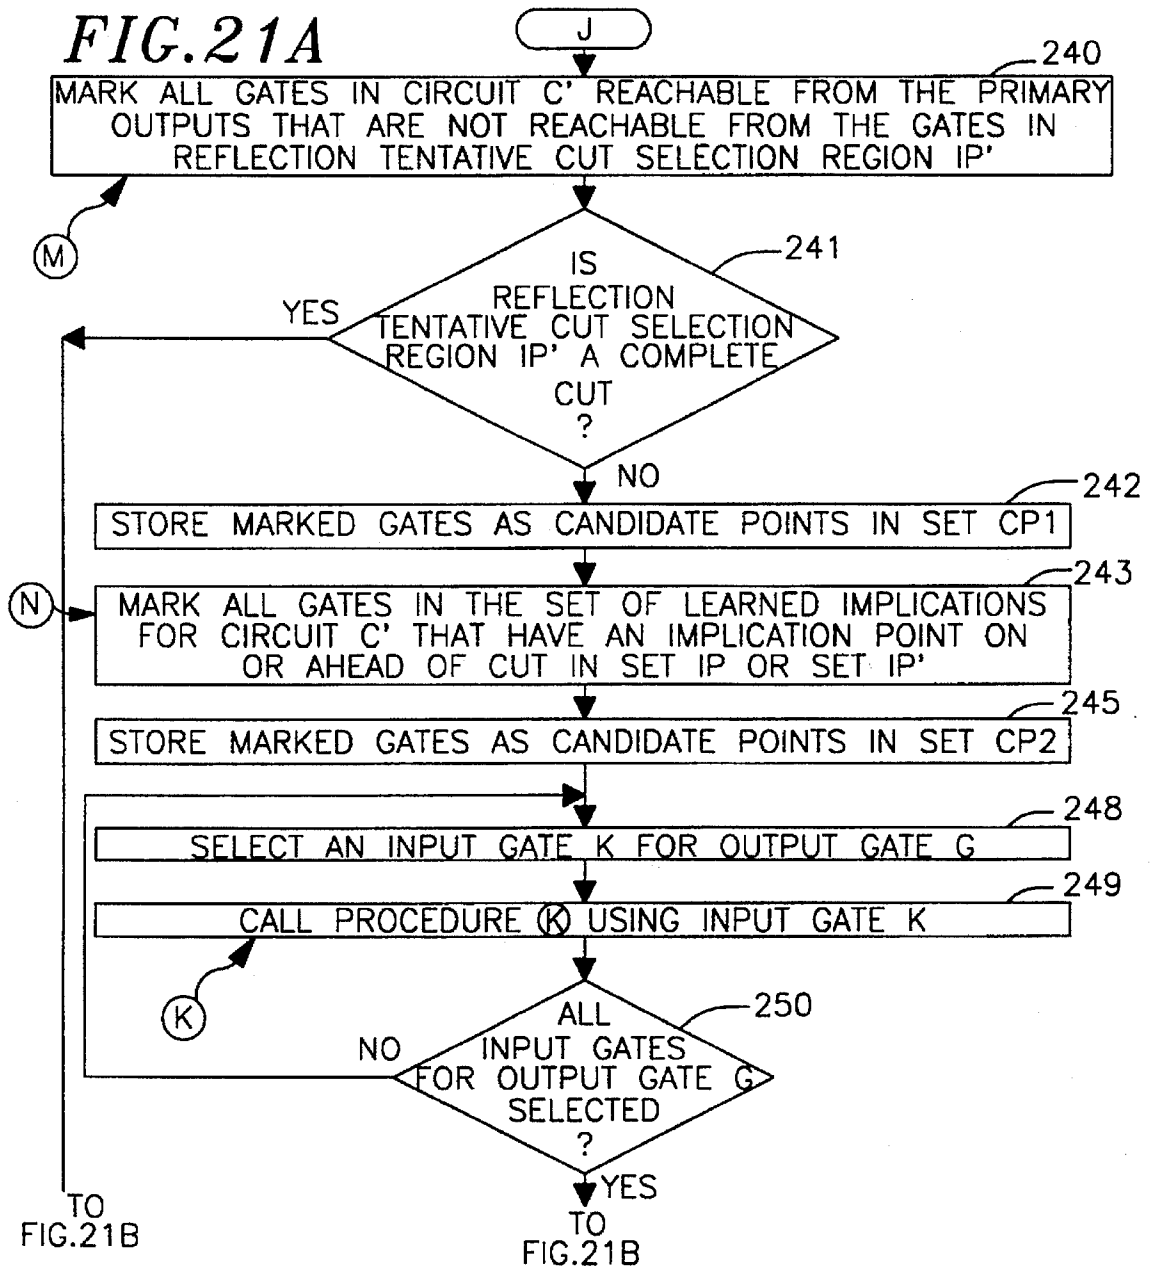 FIG.21A
J
240
MARK ALL GATES IN CIRCUIT C' REACHABLE FROM THE PRIMARY
OUTPUTS THAT ARE NOT REACHABLE FROM THE GATES IN
REFLECTION TENTATIVE CUT SELECTION REGION IP'
M
241
IS
REFLECTION
TENTATIVE CUT SELECTION
REGION IP' A COMPLETE
CUT
?
YES
NO
242
STORE MARKED GATES AS CANDIDATE POINTS IN SET CP1
243
N
MARK ALL GATES IN THE SET OF LEARNED IMPLICATIONS
FOR CIRCUIT C' THAT HAVE AN IMPLICATION POINT ON
OR AHEAD OF CUT IN SET IP OR SET IP'
245
STORE MARKED GATES AS CANDIDATE POINTS IN SET CP2
248
SELECT AN INPUT GATE K FOR OUTPUT GATE G
249
CALL PROCEDURE K USING INPUT GATE K
K
250
ALL
INPUT GATES
FOR OUTPUT GATE G
SELECTED
?
NO
YES
TO
FIG.21B
TO
FIG.21B